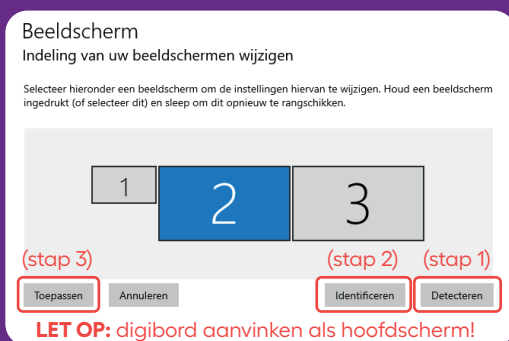 Beeldscherm
Indeling van uw beeldschermen wijzigen
Selecteer hieronder een beeldscherm om de instellingen hiervan te wijzigen. Houd een beeldscherm
ingedrukt (of selecteer dit) en sleep om dit opnieuw te rangschikken.
1
2
3
(stap 3)
(stap 2)
(stap 1)
Toepassen
Annuleren
Identificeren
Detecteren
LET OP: digibord aanvinken als hoofdscherm!